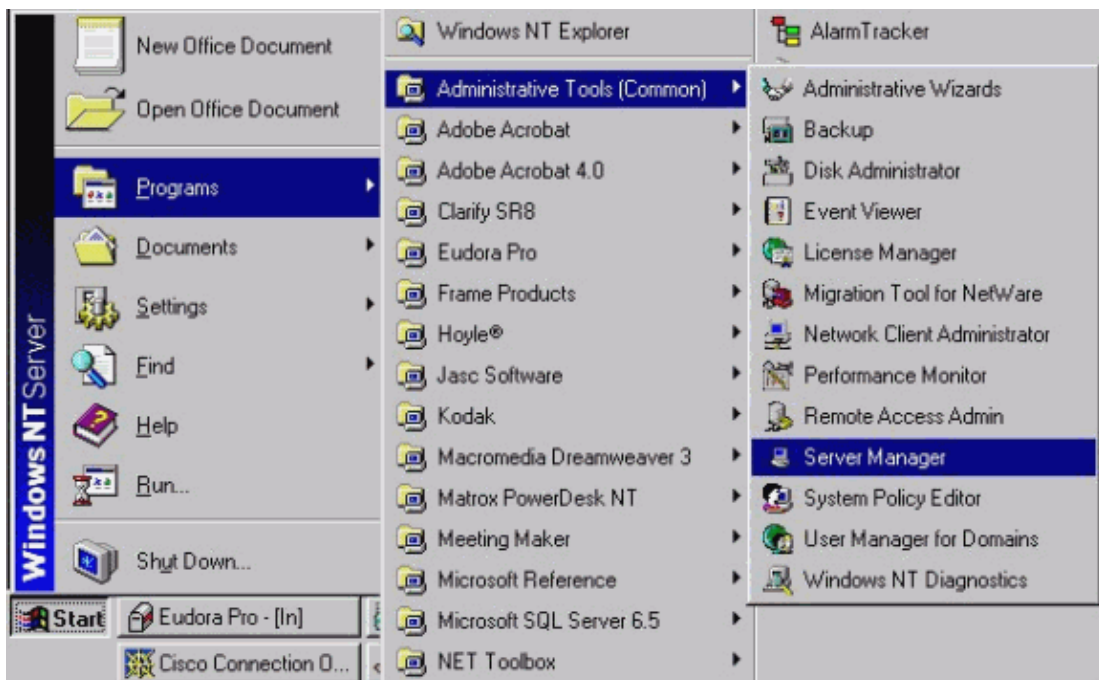 Windows NT Server
New Office Document
Open Office Document
Programs
Documents
Settings
Find
Help
Run...
Shut Down...
Start
Eudora Pro - [In]
Cisco Connection O...
Windows NT Explorer
Administrative Tools (Common)
Adobe Acrobat
Adobe Acrobat 4.0
Clarify SR8
Eudora Pro
Frame Products
Hoyle®
Jasc Software
Kodak
Macromedia Dreamweaver 3
Matrox PowerDesk NT
Meeting Maker
Microsoft Reference
Microsoft SQL Server 6.5
NET Toolbox
AlarmTracker
Administrative Wizards
Backup
Disk Administrator
Event Viewer
License Manager
Migration Tool for NetWare
Network Client Administrator
Performance Monitor
Remote Access Admin
Server Manager
System Policy Editor
User Manager for Domains
Windows NT Diagnostics